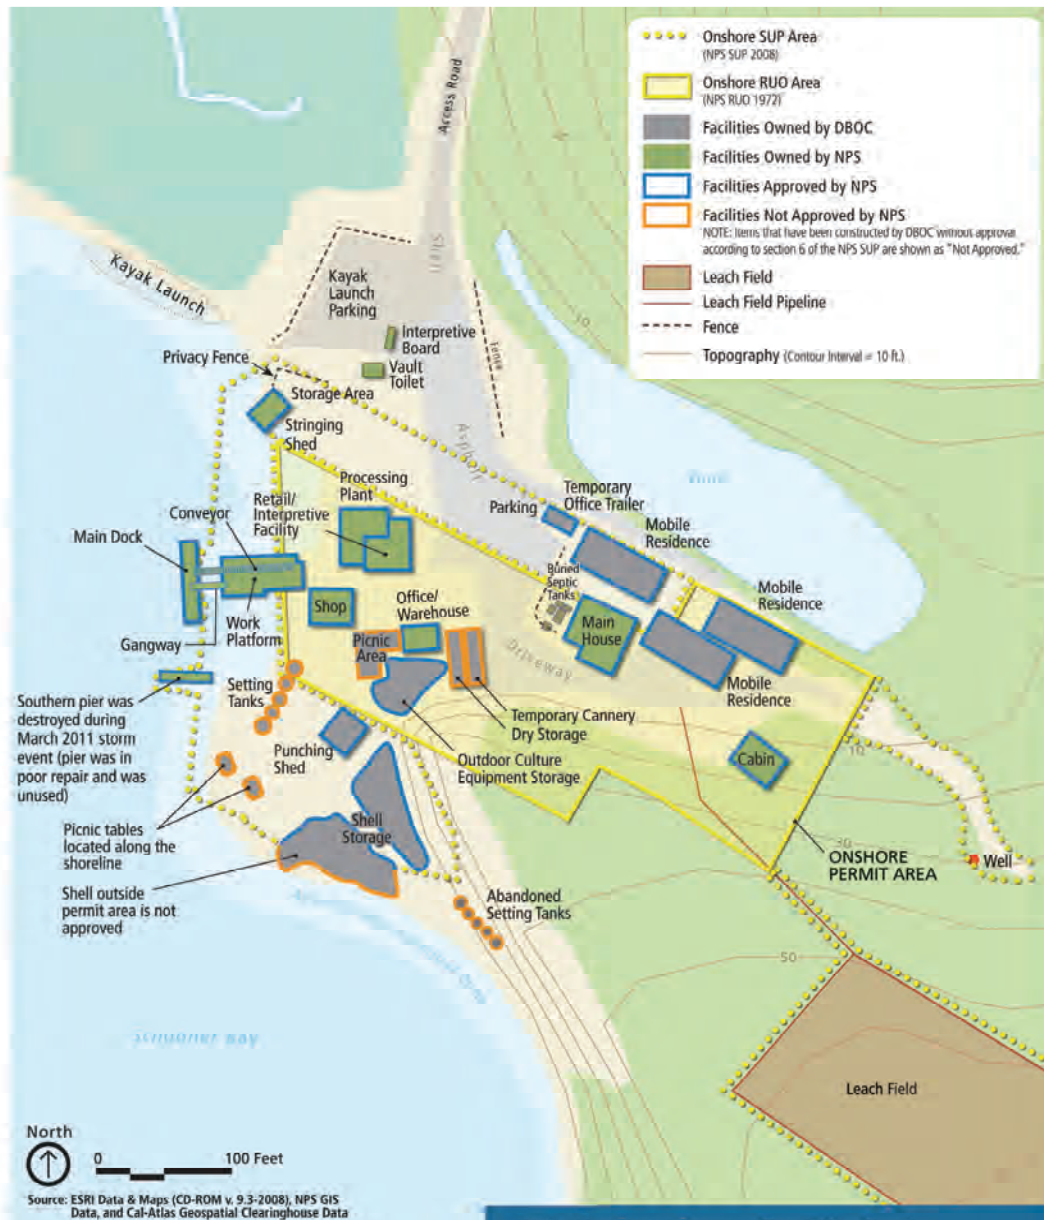 Onshore SUP Area
(NPS SUP 2008)
Onshore RUO Area
(NPS RUO 1972)
Facilities Owned by DBOC
Facilities Owned by NPS
Facilities Approved by NPS
Facilities Not Approved by NPS
NOTE: Items that have been constructed by DBOC without approval
according to section 6 of the NPS SUP are shown as "Not Approved."
Leach Field
Leach Field Pipeline
Fence
Topography (Contour Interval = 10 ft.)
Access Road
Shell
Kayak Launch
Kayak
Launch
Parking
Interpretive
Board
Fence
Privacy Fence
Vault
Toilet
Storage Area
Stringing
Shed
Asphalt
10
Processing
Plant
Retail/
Interpretive
Facility
Conveyor
Main Dock
Parking
Temporary
Office Trailer
Mobile
Residence
Buried
Septic
Tanks
Mobile
Residence
Shop
Office/
Warehouse
Main
House
Gangway
Work
Platform
Picnic
Area
Driveway
Mobile
Residence
Setting
Tanks
Southern pier was
destroyed during
March 2011 storm
event (pier was in
poor repair and was
unused)
Temporary Cannery
Dry Storage
Punching
Shed
Outdoor Culture
Equipment Storage
Cabin
10
Picnic tables
located along the
shoreline
Shell
Storage
30
ONSHORE
PERMIT AREA
Well
Shell outside
permit area is not
approved
Abandoned
Setting Tanks
50
Leach Field
North
0
100 Feet
Source: ESRI Data & Maps (CD-ROM v. 9.3-2008), NPS GIS
Data, and Cal-Atlas Geospatial Clearinghouse Data